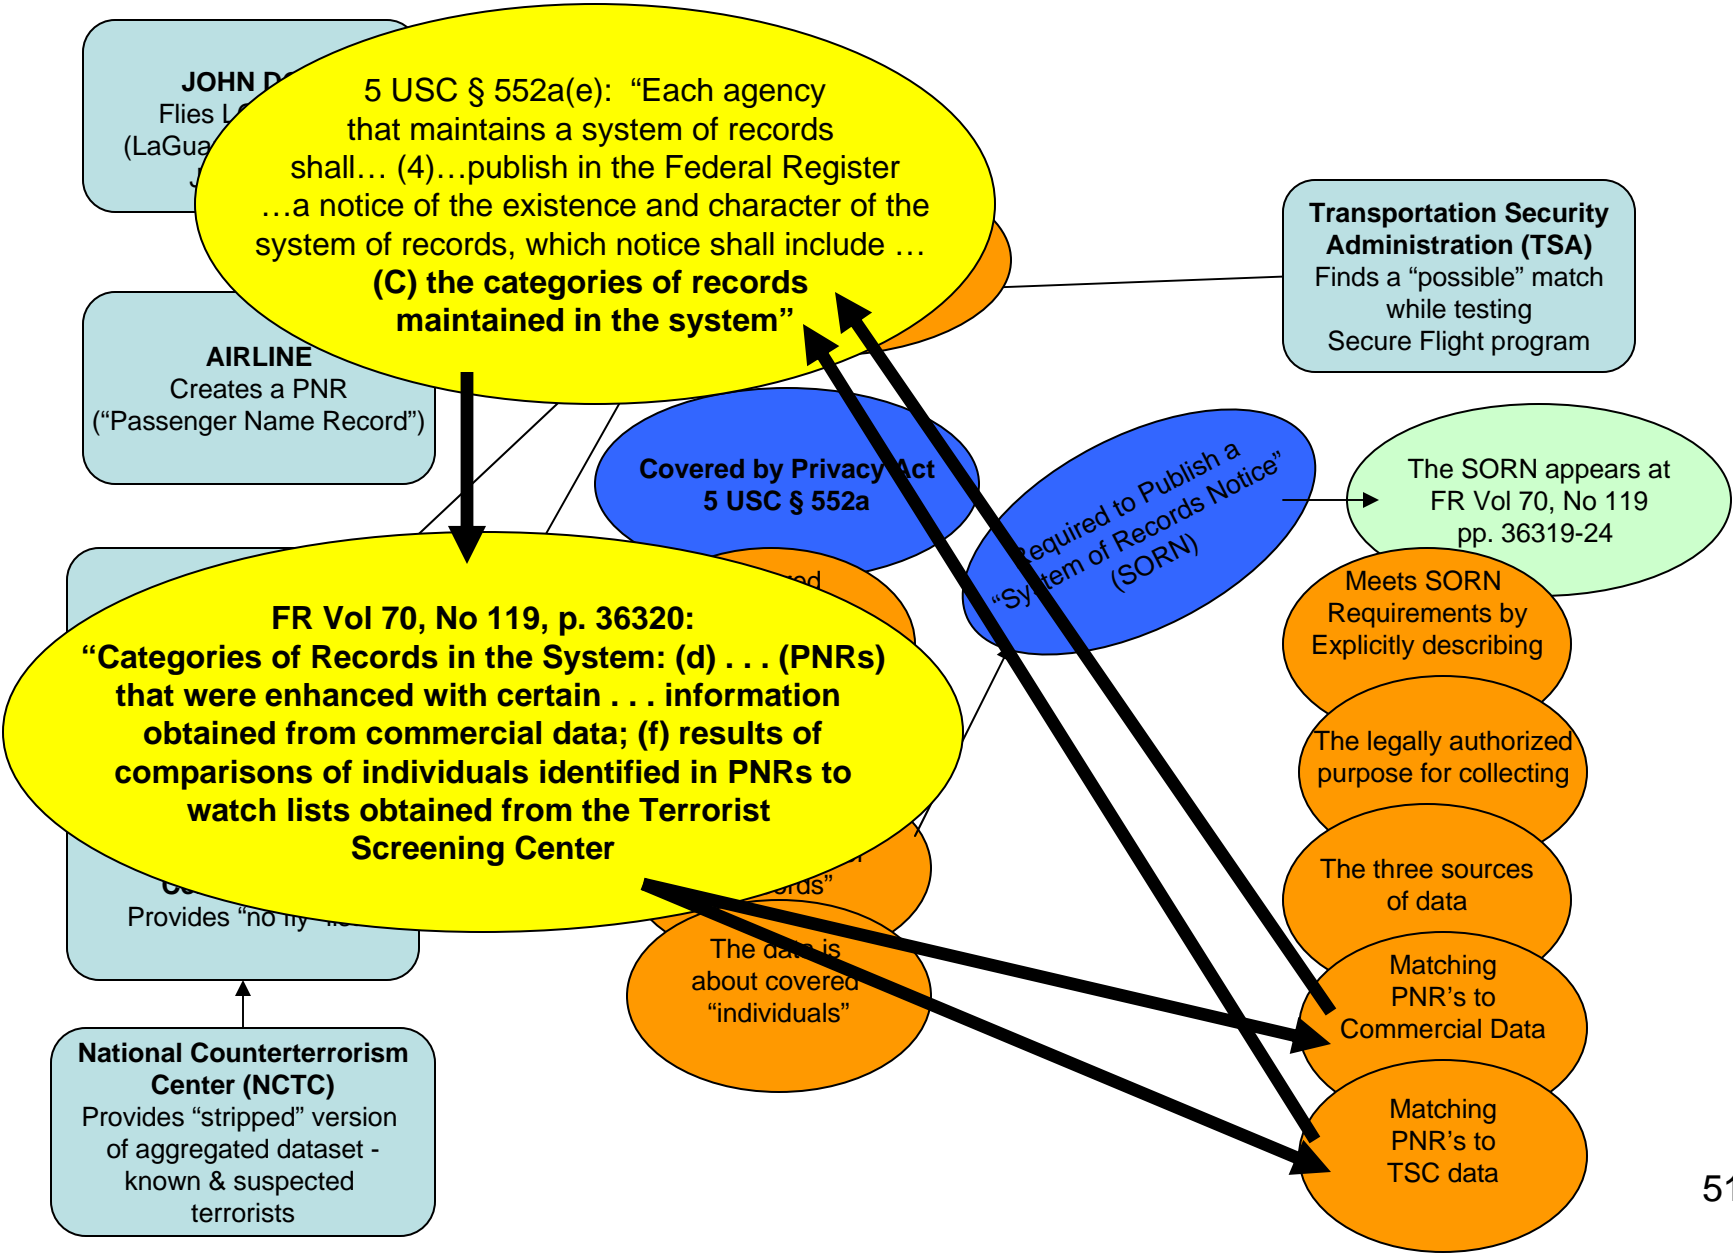 JOHN
Flies
5 USC § 552a(e): “Each agency
that maintains a system of records
shall… (4)…publish in the Federal Register
…a notice of the existence and character of the
system of records, which notice shall include …
(C) the categories of records
maintained in the system”
Transportation Security
Administration (TSA)
Finds a “possible” match
while testing
Secure Flight program
AIRLINE
Creates a PNR
(“Passenger Name Record”)
Covered by Privacy Act
5 USC § 552a
Required to Publish a
“System of Records Notice”
(SORN)
The SORN appears at
FR Vol 70, No 119
pp. 36319-24
Meets SORN
Requirements by
Explicitly describing
The legally authorized
purpose for collecting
The three sources
of data
Matching
PNR’s to
Commercial Data
Matching
PNR’s to
TSC data
FR Vol 70, No 119, p. 36320:
“Categories of Records in the System: (d) . . . (PNRs)
that were enhanced with certain . . . information
obtained from commercial data; (f) results of
comparisons of individuals identified in PNRs to
watch lists obtained from the Terrorist
Screening Center
Provides “no fly”
The data is
about covered
“individuals”
National Counterterrorism
Center (NCTC)
Provides “stripped” version
of aggregated dataset -
known & suspected
terrorists
51